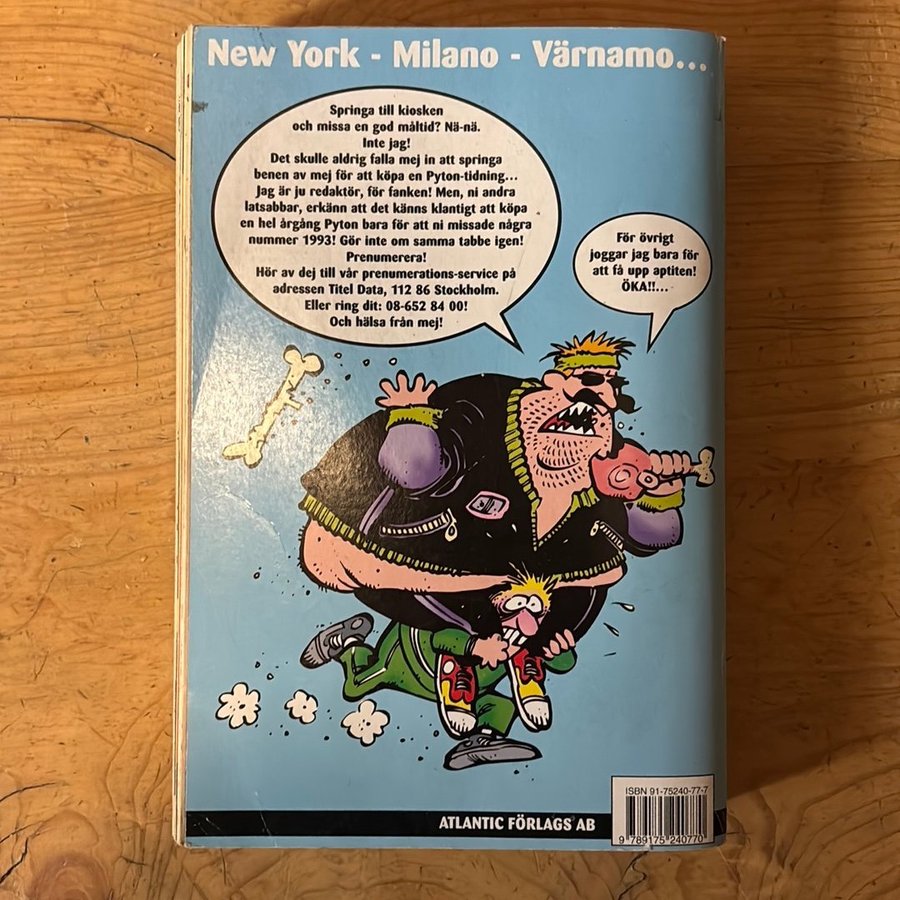 New York - Milano - Värnamo...
Springa till kiosken
och missa en god måltid? Nä-nä.
Inte jag!
Det skulle aldrig falla mej in att springa
benen av mej för att köpa en Pyton-tidning...
Jag är ju redaktör, för fanken! Men, ni andra
latsabbar, erkänn att det känns klantigt att köpa
en hel årgång Pyton bara för att ni missade några
nummer 1993! Gör inte om samma tabbe igen!
Prenumerera!
Hör av dej till vår prenumerations-service på
adressen Titel Data, 112 86 Stockholm.
Eller ring dit: 08-652 84 00!
Och hälsa från mej!
För övrigt
joggar jag bara för
att få upp aptiten!
ÖKA!!...
ISBN 91-75240-77-7
ATLANTIC FÖRLAGS AB
9 789175 240770